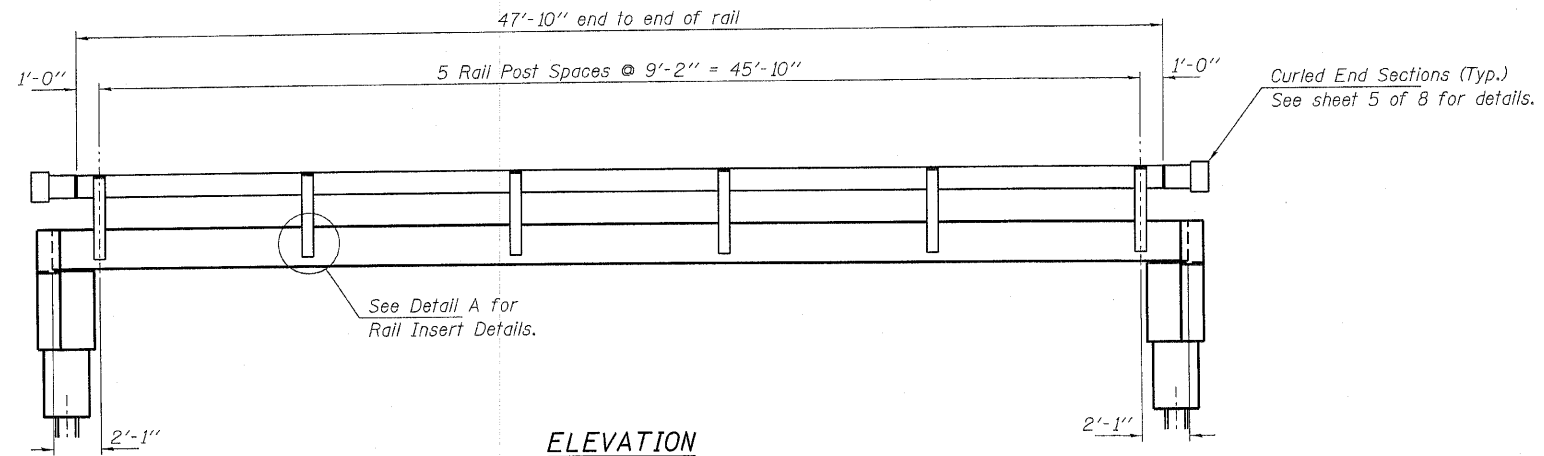 47'-10" end to end of rail
1'-0"
5 Rail Post Spaces @ 9'-2" = 45'-10"
1'-0"
Curled End Sections (Typ.)
See sheet 5 of 8 for details.
See Detail A for
Rail Insert Details.
2'-1"
2'-1"
ELEVATION